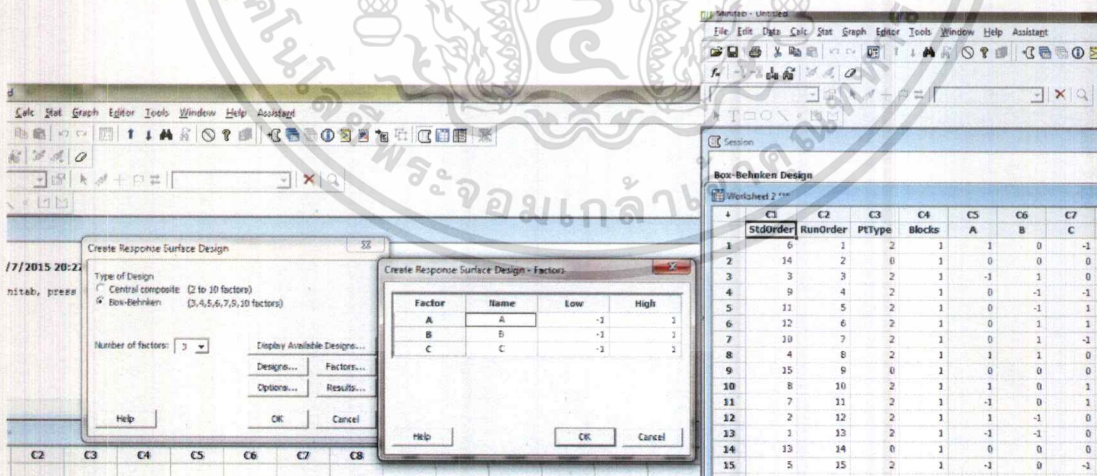 Calc Stat Graph Editor Tools Window Help Assistant
/7/2015 20:22
nitab, press
Create Response Surface Design
Type of Design
Central composite (2 to 10 factors)
Box-Behnken (3,4,5,6,7,9,10 factors)
Number of factors: 3
Display Available Designs...
Designs... Factors...
Options... Results...
Help OK Cancel
C2 C3 C4 C5 C6 C7 C8
Create Response Surface Design - Factors
Factor Name Low High
A A -1 1
B B -1 1
C C -1 1
Help OK Cancel
Minitab - Untitled
File Edit Data Calc Stat Graph Editor Tools Window Help Assistant
Session
Box-Behnken Design
Worksheet 2 ***
C1 C2 C3 C4 C5 C6 C7
StdOrder RunOrder PtType Blocks A B C
1 6 1 2 1 1 0 -1
2 14 2 0 1 0 0 0
3 3 3 2 1 -1 1 0
4 9 4 2 1 0 -1 -1
5 11 5 2 1 0 -1 1
6 12 6 2 1 0 1 1
7 10 7 2 1 0 1 -1
8 4 8 2 1 1 1 0
9 15 9 0 1 0 0 0
10 8 10 2 1 1 0 1
11 7 11 2 1 -1 0 1
12 2 12 2 1 1 -1 0
13 1 13 2 1 -1 -1 0
14 13 14 0 1 0 0 0
15 5 15 2 1 -1 0 -1